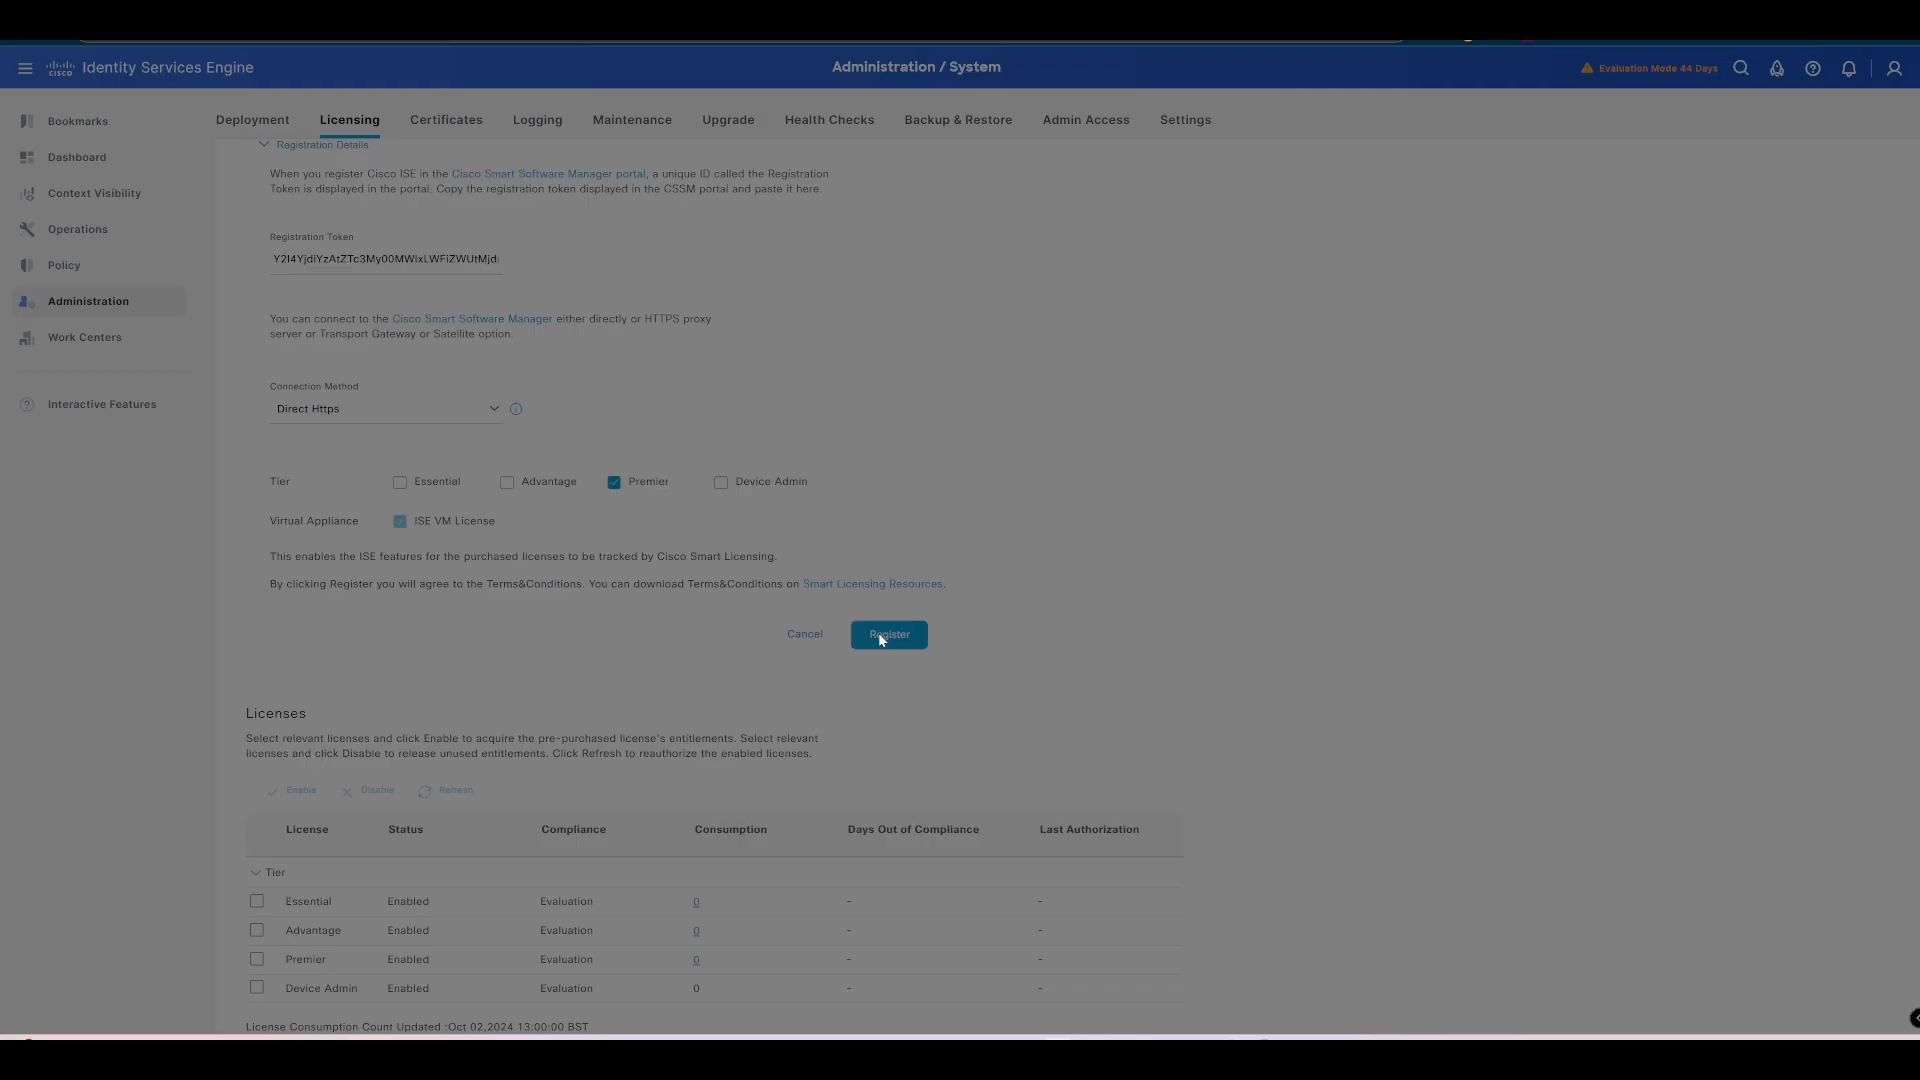 cisco Identity Services Engine
Administration / System
Evaluation Mode 44 Days
Bookmarks
Dashboard
Context Visibility
Operations
Policy
Administration
Work Centers
Interactive Features
Deployment Licensing Certificates Logging Maintenance Upgrade Health Checks Backup & Restore Admin Access Settings
Registration Details
When you register Cisco ISE in the Cisco Smart Software Manager portal, a unique ID called the Registration
Token is displayed in the portal. Copy the registration token displayed in the CSSM portal and paste it here.
Registration Token
You can connect to the Cisco Smart Software Manager either directly or HTTPS proxy
server or Transport Gateway or Satellite option.
Connection Method
Direct Https
Tier Essential Advantage Premier Device Admin
Virtual Appliance ISE VM License
This enables the ISE features for the purchased licenses to be tracked by Cisco Smart Licensing.
By clicking Register you will agree to the Terms&Conditions. You can download Terms&Conditions on Smart Licensing Resources.
Cancel Register
Licenses
Select relevant licenses and click Enable to acquire the pre-purchased license's entitlements. Select relevant
licenses and click Disable to release unused entitlements. Click Refresh to reauthorize the enabled licenses.
Enable Disable Refresh
License Status Compliance Consumption Days Out of Compliance Last Authorization
Tier
Essential Enabled Evaluation 0 - -
Advantage Enabled Evaluation 0 - -
Premier Enabled Evaluation 0 - -
Device Admin Enabled Evaluation 0 - -
License Consumption Count Updated :Oct 02,2024 13:00:00 BST